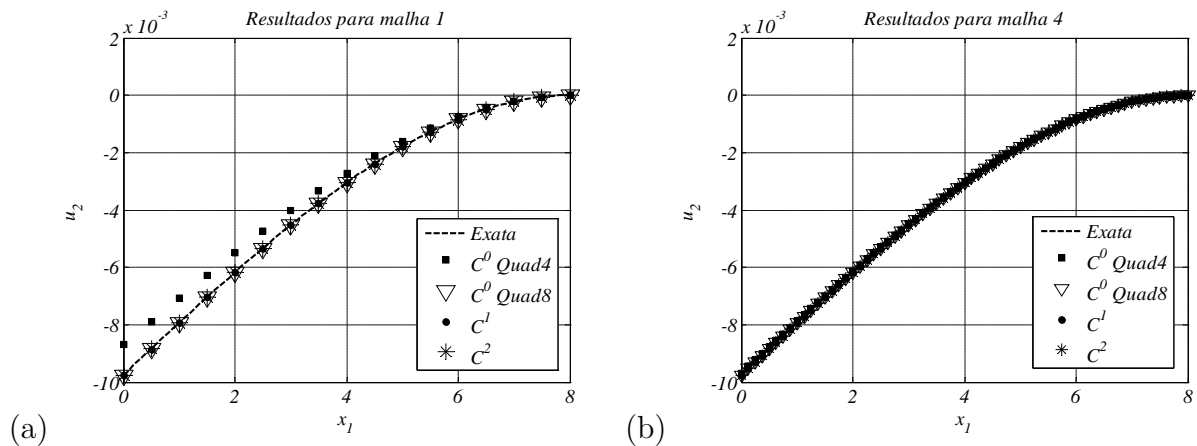 Resultados para malha 1
x 10^-3
0
-2
-4
-6
-8
-10
u_2
0 2 4 6 8
x_1
Exata
C^0 Quad4
C^0 Quad8
C^1
C^2
(a)
Resultados para malha 4
x 10^-3
0
-2
-4
-6
-8
-10
u_2
0 2 4 6 8
x_1
Exata
C^0 Quad4
C^0 Quad8
C^1
C^2
(b)